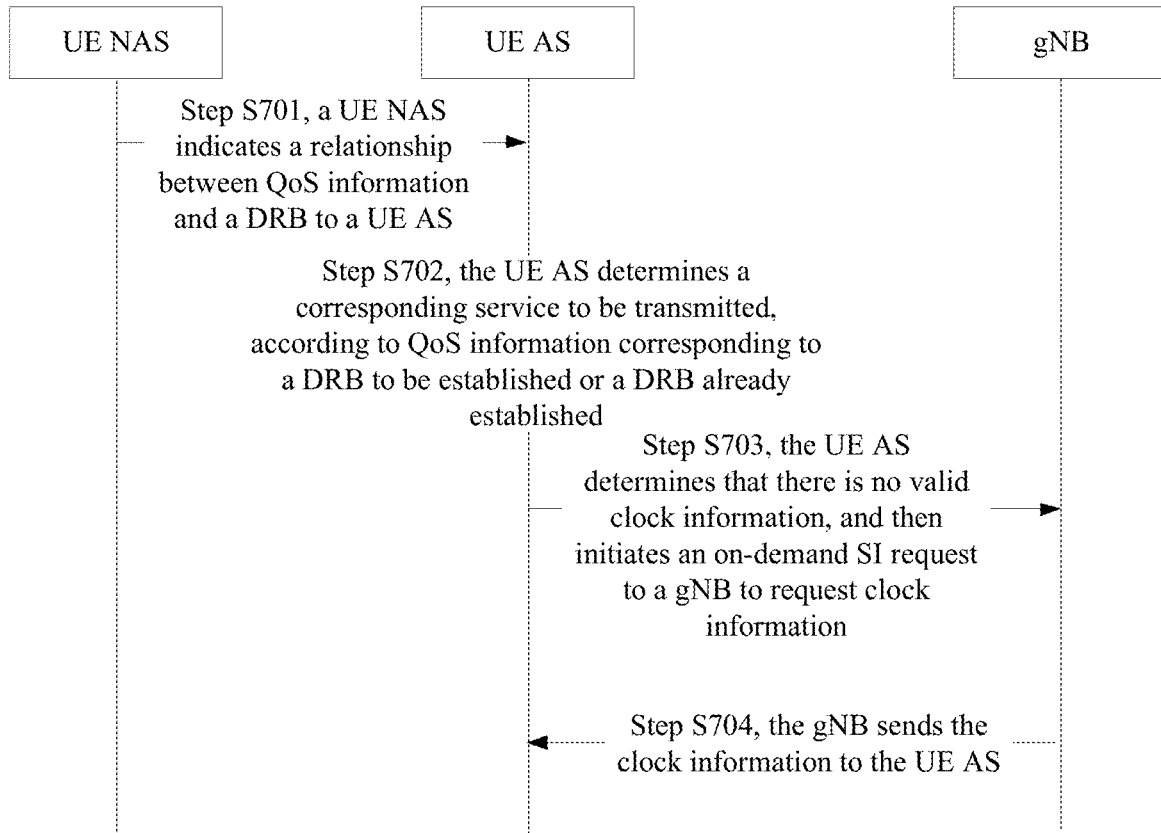 UE NAS
UE AS
gNB
Step S701, a UE NAS
indicates a relationship
between QoS information
and a DRB to a UE AS
Step S702, the UE AS determines a
corresponding service to be transmitted,
according to QoS information corresponding to
a DRB to be established or a DRB already
established
Step S703, the UE AS
determines that there is no valid
clock information, and then
initiates an on-demand SI request
to a gNB to request clock
information
Step S704, the gNB sends the
clock information to the UE AS